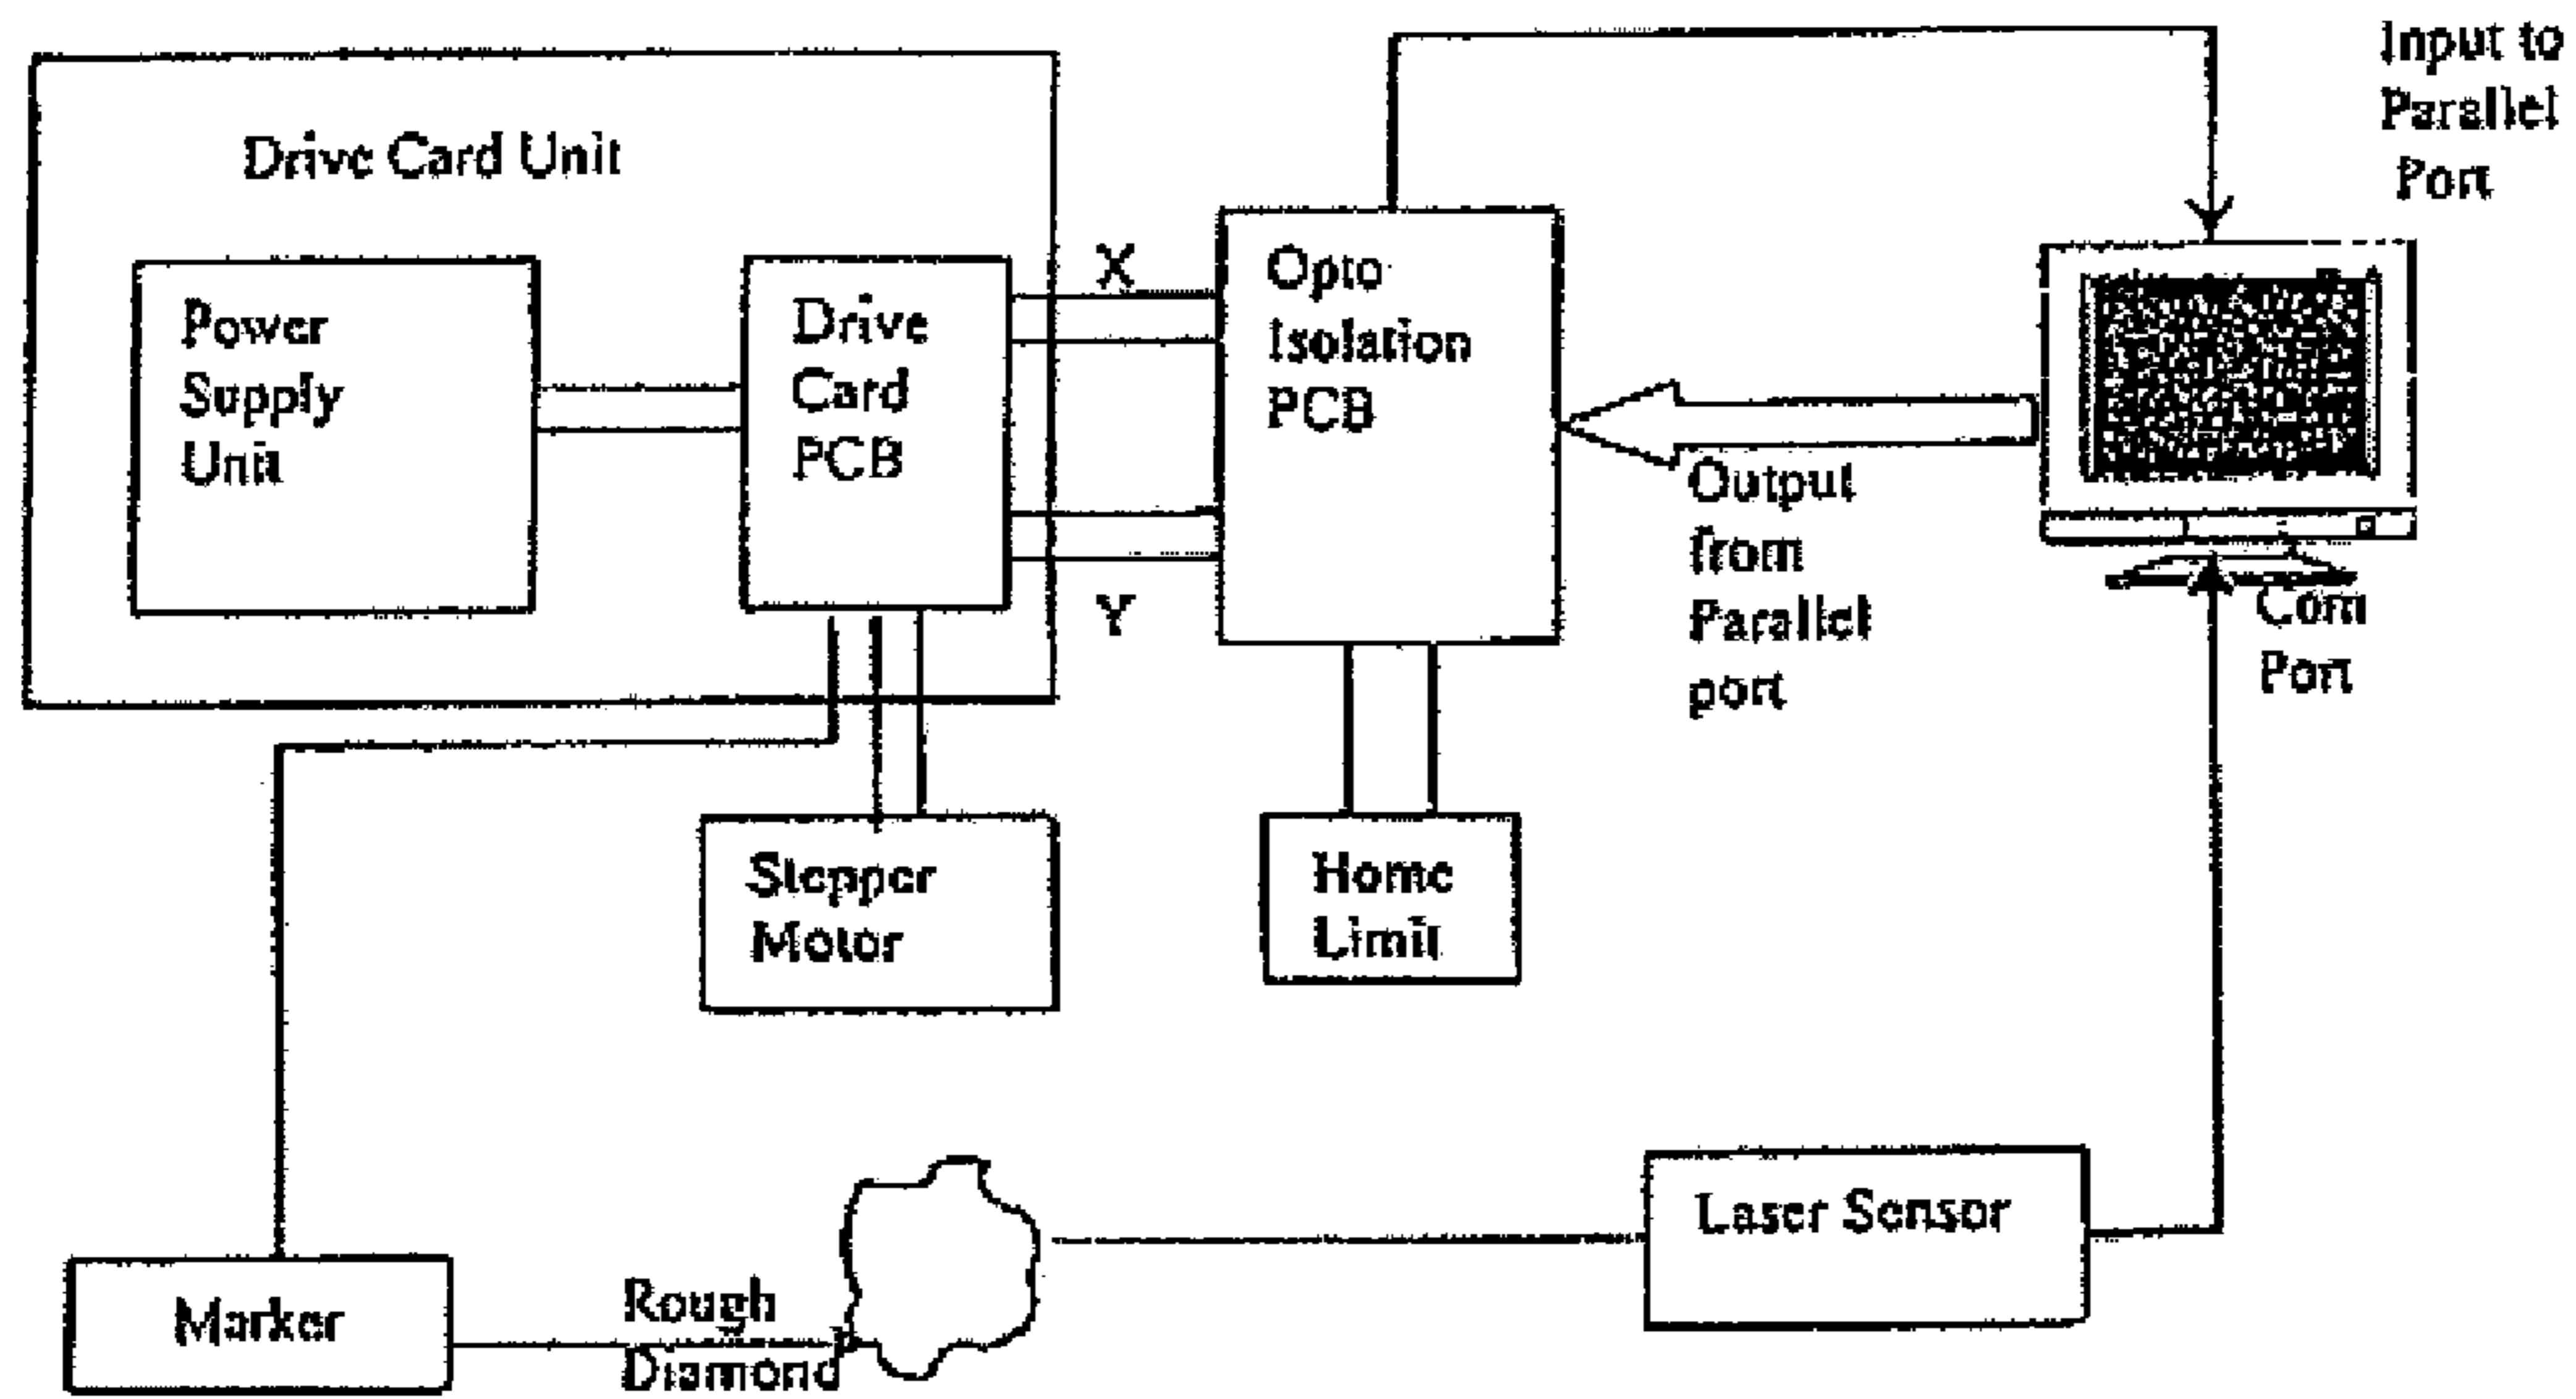 Input to
Parallel
Port
Drive Card Unit
Power
Supply
Unit
Drive
Card
PCB
X
Y
Opto
Isolation
PCB
Output
from
Parallel
port
Com
Port
Stepper
Motor
Home
Limit
Laser Sensor
Marker
Rough
Diamond